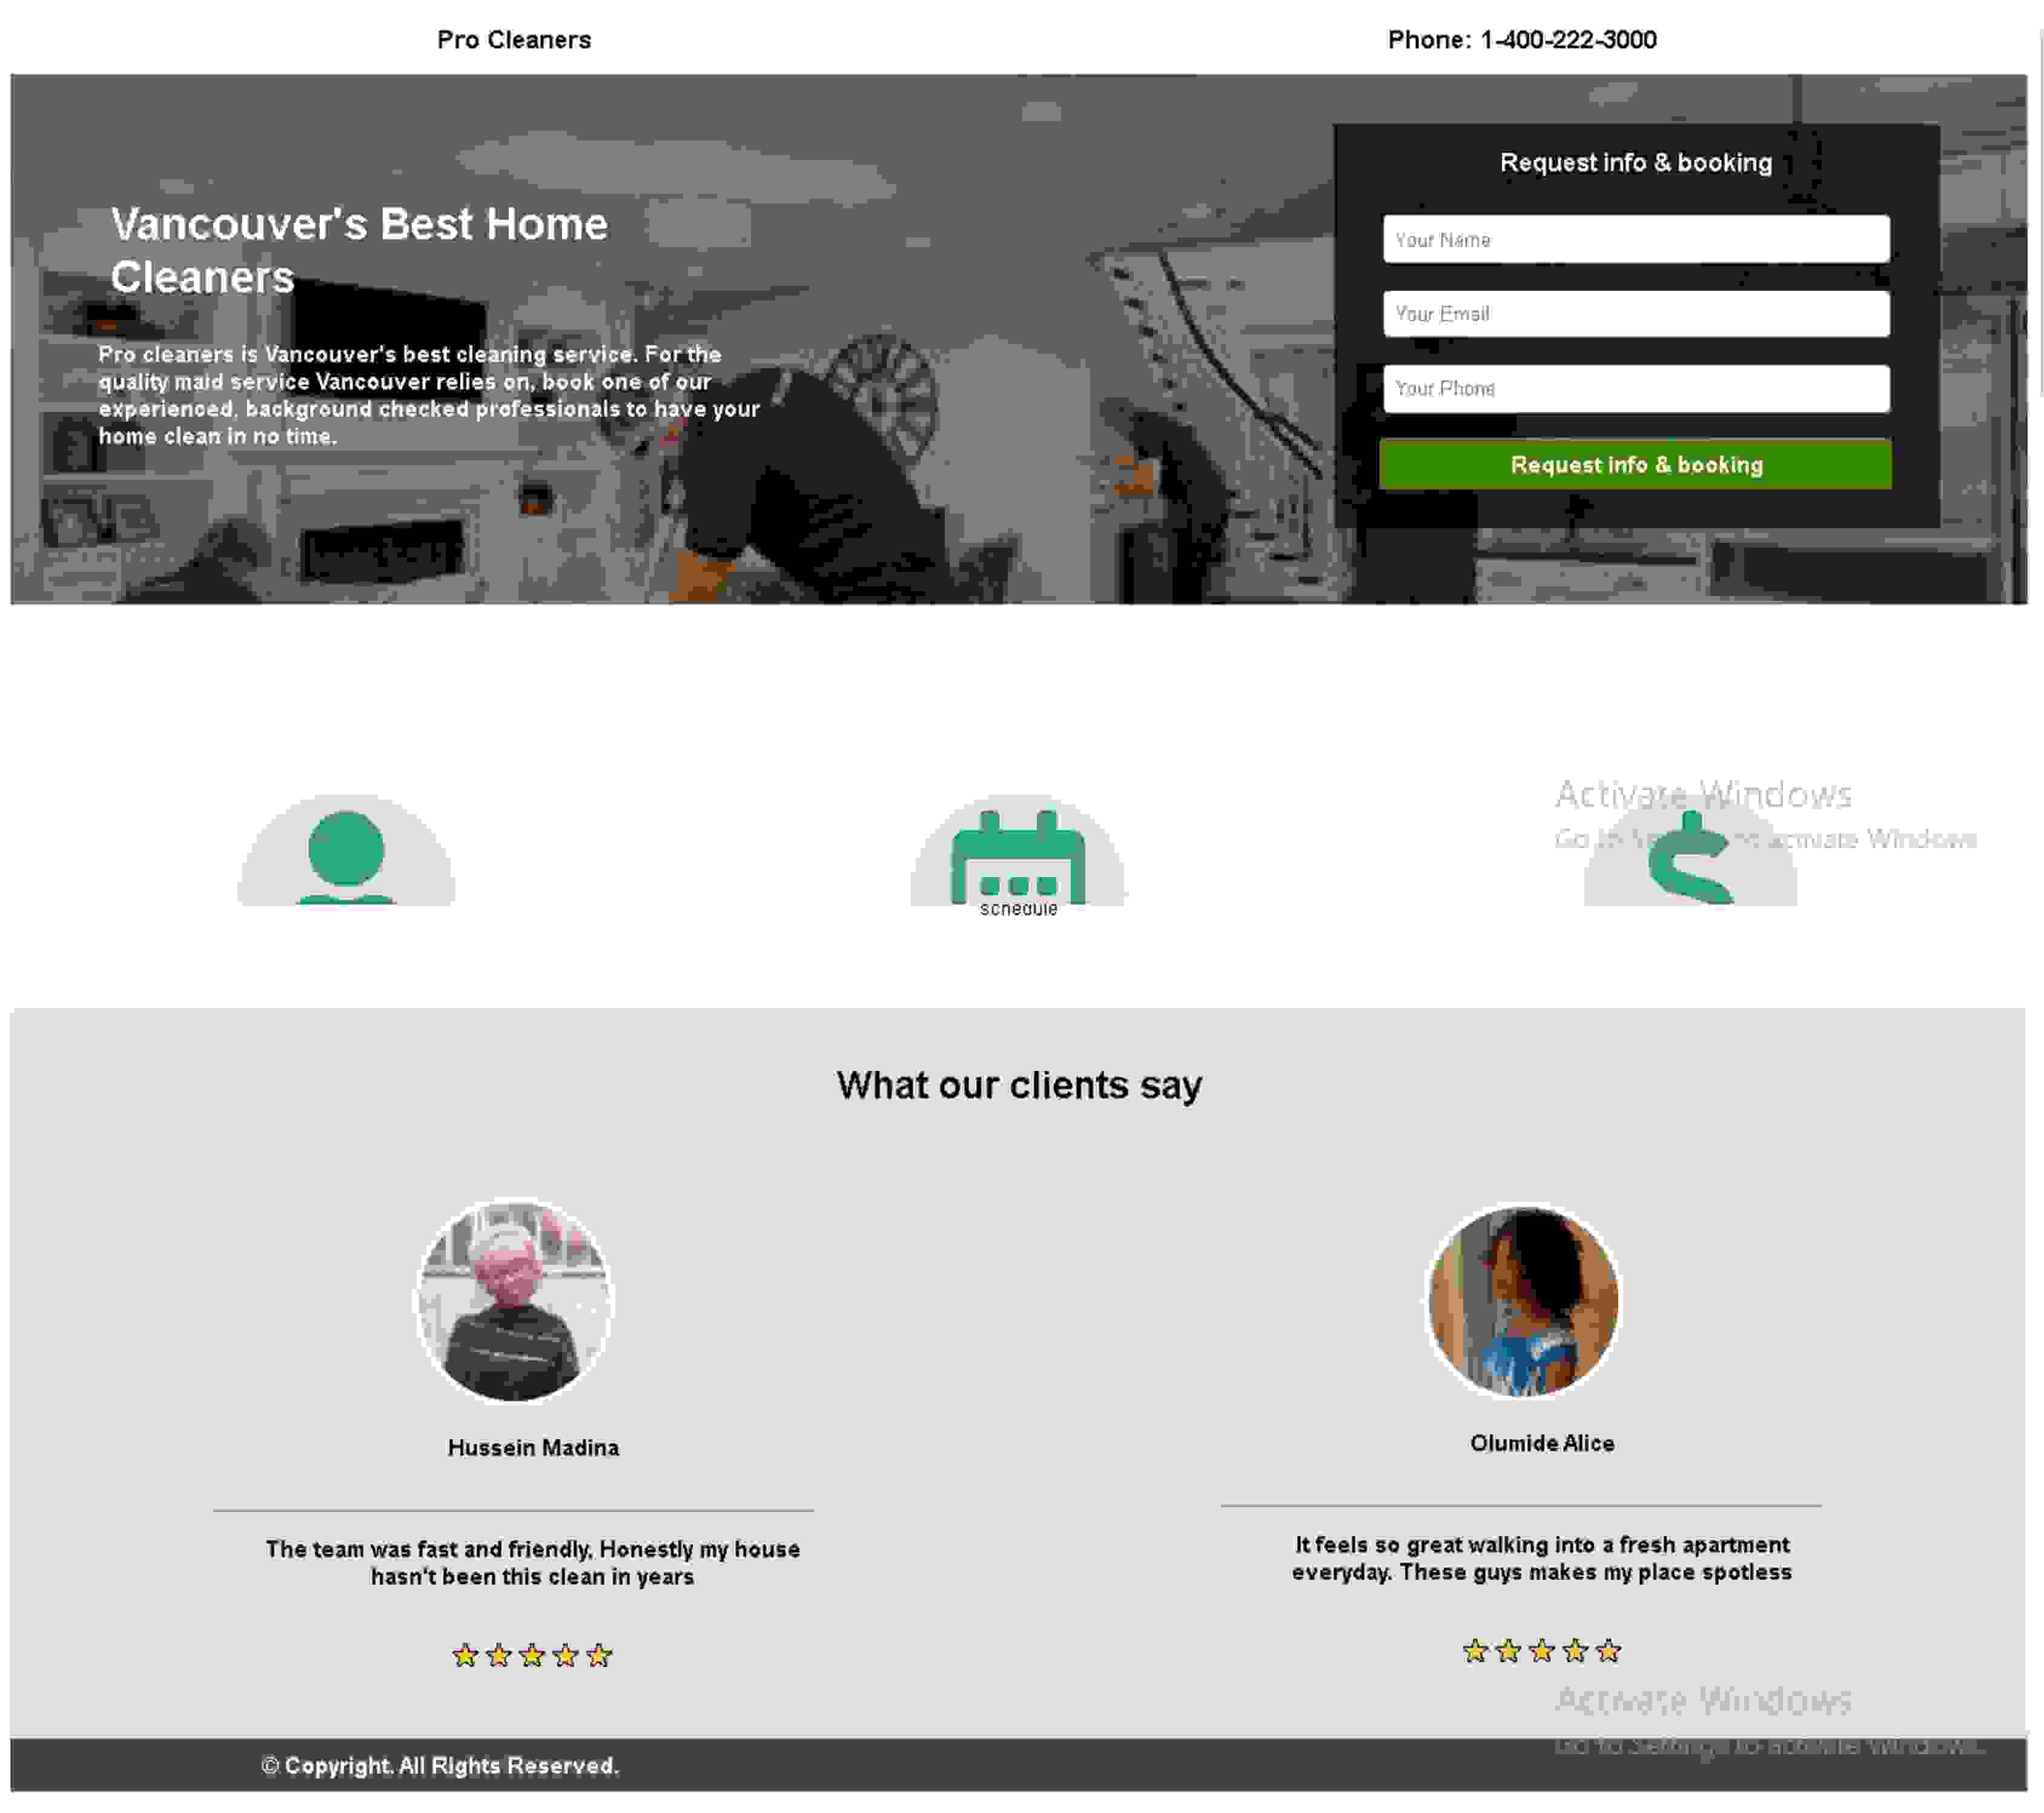 Pro Cleaners
Phone: 1-400-222-3000
Vancouver's Best Home
Cleaners
Pro cleaners is Vancouver's best cleaning service. For the
quality maid service Vancouver relies on, book one of our
experienced, background checked professionals to have your
home clean in no time.
Request info & booking
Your Name
Your Email
Your Phone
Request info & booking
Activate Windows
Go to activate Windows
schedule
What our clients say
Hussein Madina
Olumide Alice
The team was fast and friendly. Honestly my house
hasn't been this clean in years
It feels so great walking into a fresh apartment
everyday. These guys makes my place spotless
Activate Windows
Go to Settings to activate Windows.
© Copyright. All Rights Reserved.